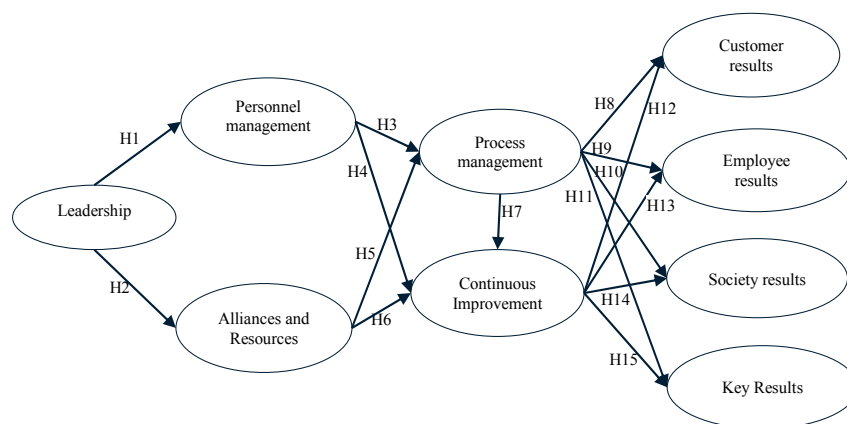 Customer
results
H8
H12
H1
Personnel
management
H3
Process
management
H9
Employee
results
H4
H10
H11
Leadership
H7
H13
H5
H2
Alliances and
Resources
H6
Continuous
Improvement
H14
Society results
H15
Key Results